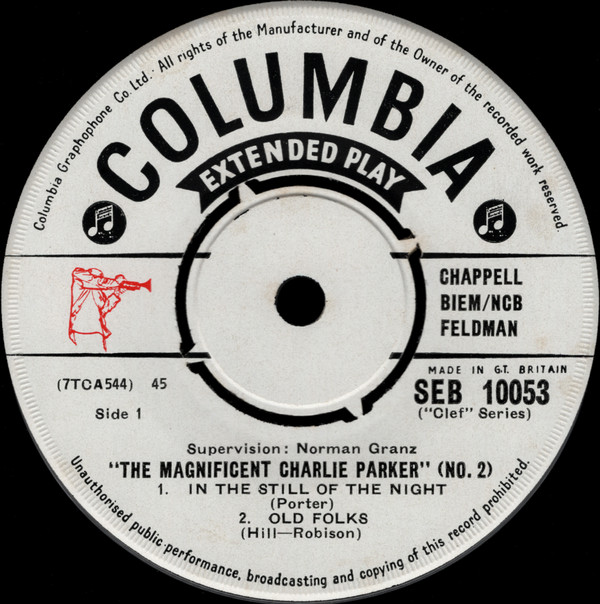 Columbia Graphophone Co. Ltd. · All rights of the Manufacturer and of the Owner of the recorded work reserved.
COLUMBIA
EXTENDED PLAY
CHAPPELL
BIEM/NCB
FELDMAN
MADE IN GT. BRITAIN
(7TCA544) 45
SEB 10053
Side 1
("Clef" Series)
Supervision: Norman Granz
"THE MAGNIFICENT CHARLIE PARKER" (NO. 2)
1. IN THE STILL OF THE NIGHT
(Porter)
2. OLD FOLKS
(Hill—Robison)
Unauthorised public performance, broadcasting and copying of this record prohibited.